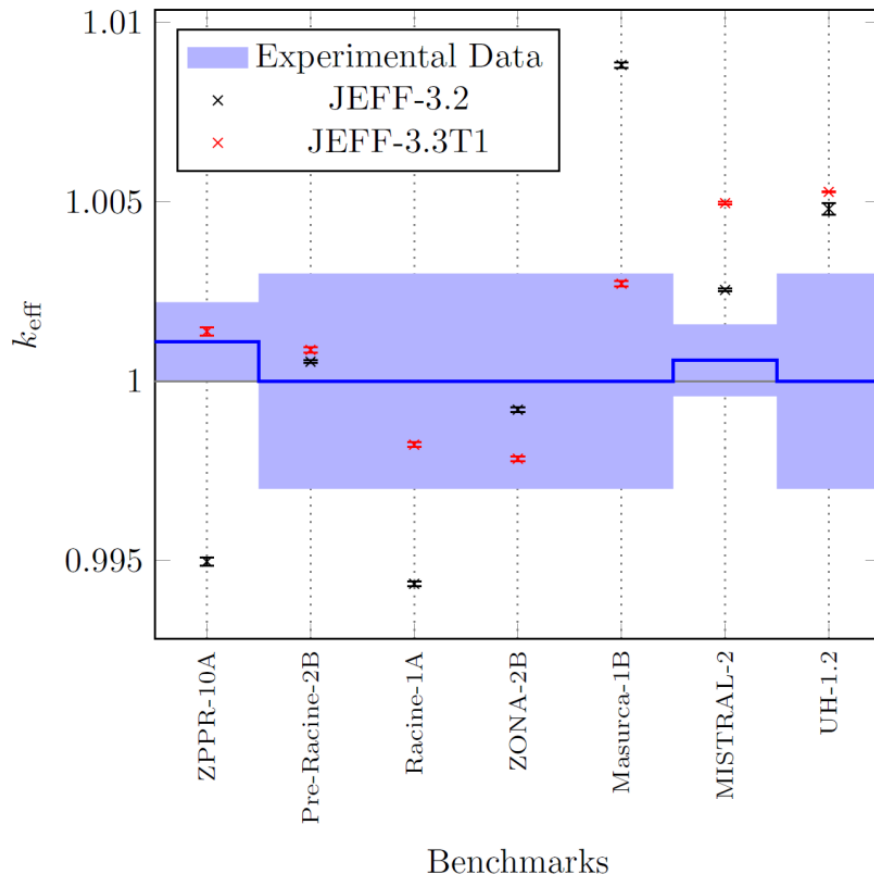 1.01
1.005
1
0.995
k_eff
Experimental Data
JEFF-3.2
JEFF-3.3T1
ZPPR-10A
Pre-Racine-2B
Racine-1A
ZONA-2B
Masurca-1B
MISTRAL-2
UH-1.2
Benchmarks